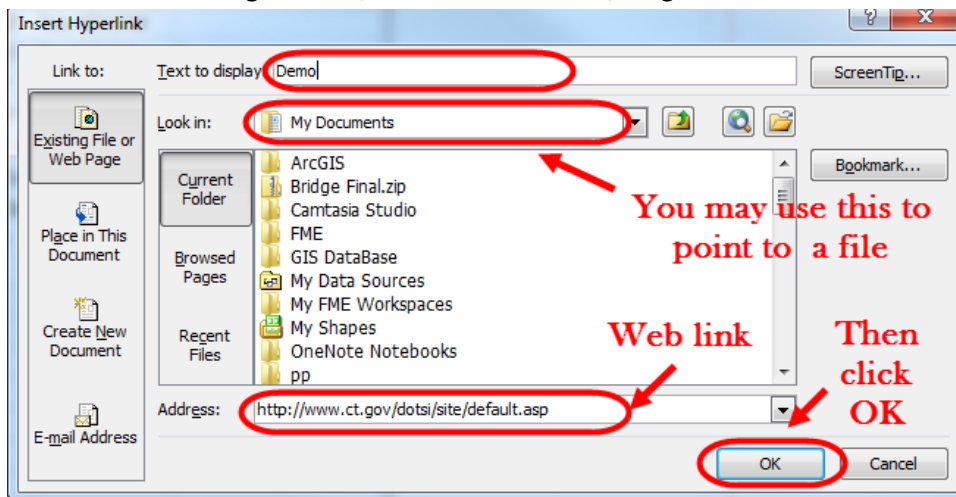 Insert Hyperlink
Link to:
Text to display: Demo
ScreenTip...
Existing File or
Web Page
Look in:
My Documents
Bookmark...
Current
Folder
ArcGIS
Bridge Final.zip
Camtasia Studio
FME
GIS DataBase
My Data Sources
My FME Workspaces
My Shapes
OneNote Notebooks
pp
You may use this to
point to a file
Place in This
Document
Browsed
Pages
Create New
Document
Recent
Files
Web link
Then
click
OK
Address:
http://www.ct.gov/dotsi/site/default.asp
E-mail Address
OK
Cancel